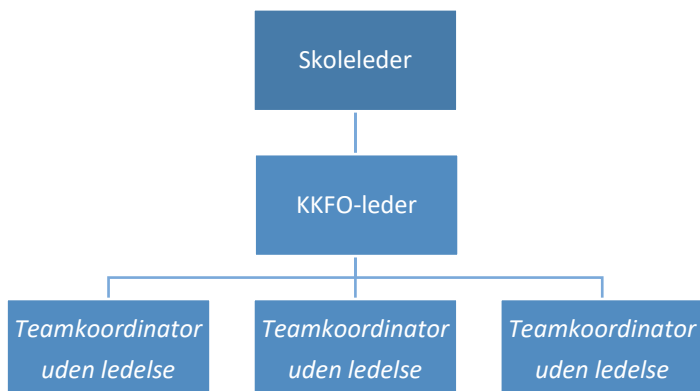 Skoleleder
KKFO-leder
Teamkoordinator
uden ledelse
Teamkoordinator
uden ledelse
Teamkoordinator
uden ledelse